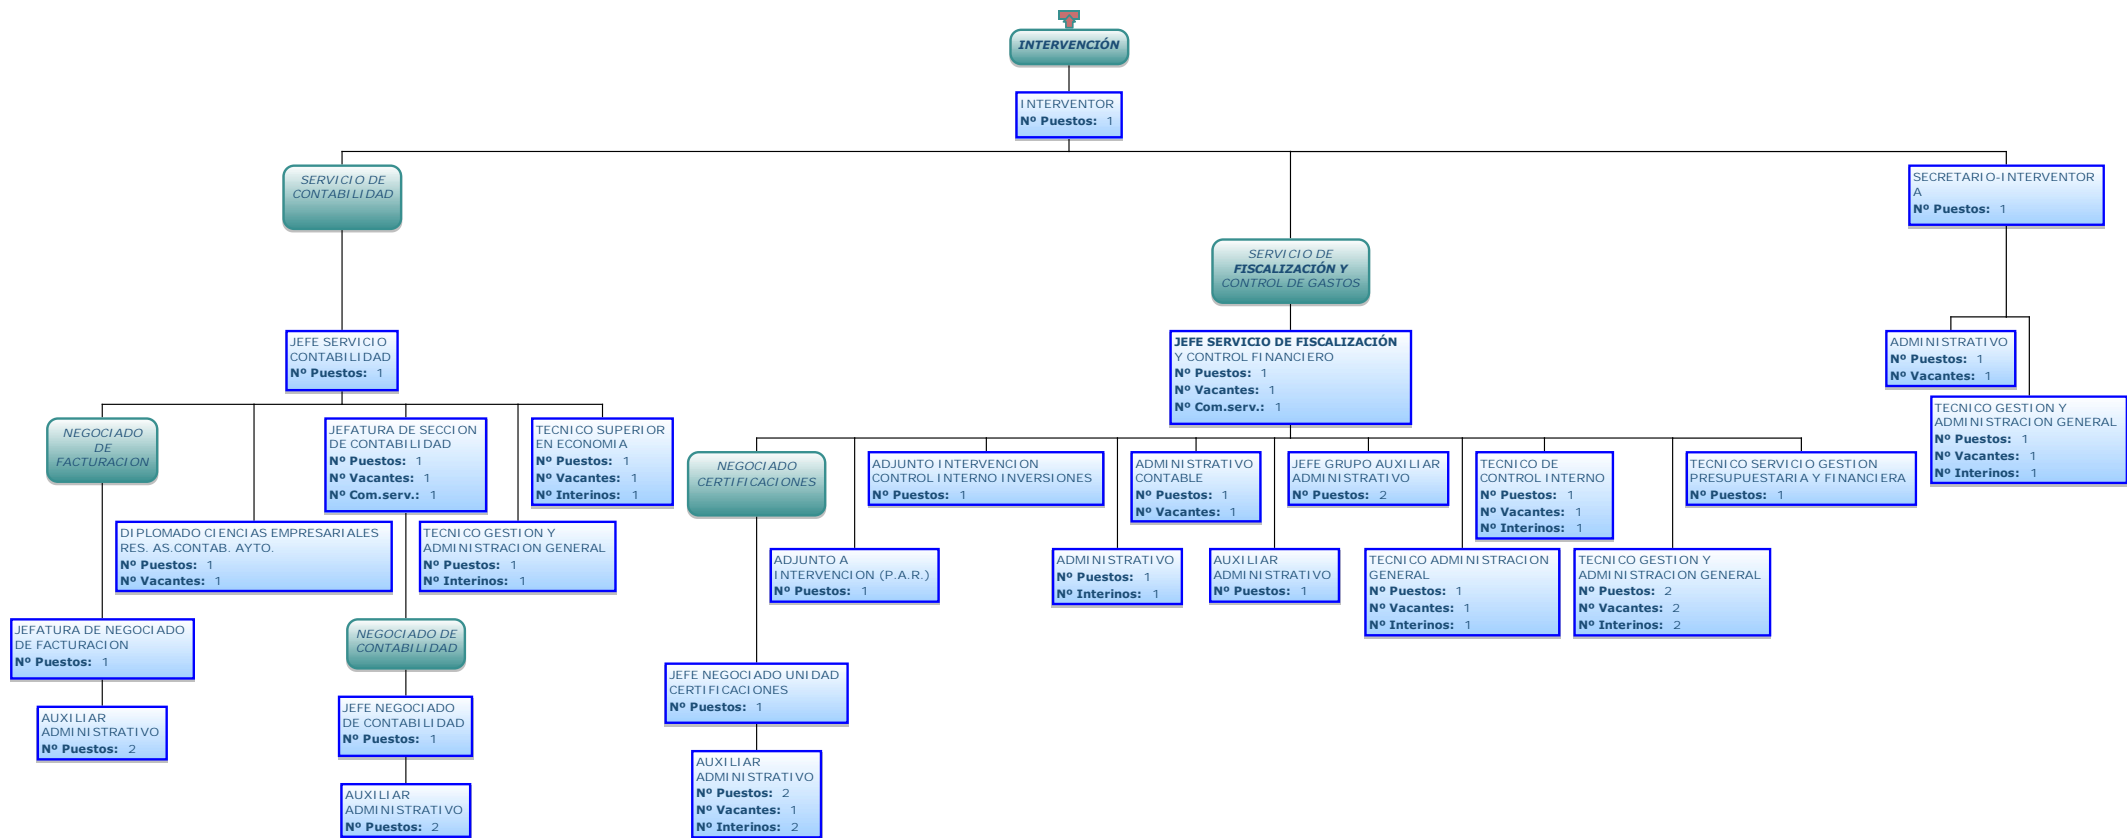 INTERVENCIÓN
INTERVENTOR
Nº Puestos: 1
SERVICIO DE
CONTABILIDAD
SECRETARIO-INTERVENTOR
A
Nº Puestos: 1
SERVICIO DE
FISCALIZACIÓN Y
CONTROL DE GASTOS
JEFE SERVICIO
CONTABILIDAD
Nº Puestos: 1
JEFE SERVICIO DE FISCALIZACIÓN
Y CONTROL FINANCIERO
Nº Puestos: 1
Nº Vacantes: 1
Nº Com.serv.: 1
ADMINISTRATIVO
Nº Puestos: 1
Nº Vacantes: 1
TECNICO GESTION Y
ADMINISTRACION GENERAL
Nº Puestos: 1
Nº Vacantes: 1
Nº Interinos: 1
NEGOCIADO
DE
FACTURACION
JEFATURA DE SECCION
DE CONTABILIDAD
Nº Puestos: 1
Nº Vacantes: 1
Nº Com.serv.: 1
TECNICO SUPERIOR
EN ECONOMIA
Nº Puestos: 1
Nº Vacantes: 1
Nº Interinos: 1
NEGOCIADO
CERTIFICACIONES
ADJUNTO INTERVENCION
CONTROL INTERNO INVERSIONES
Nº Puestos: 1
ADMINISTRATIVO
CONTABLE
Nº Puestos: 1
Nº Vacantes: 1
JEFE GRUPO AUXILIAR
ADMINISTRATIVO
Nº Puestos: 2
TECNICO DE
CONTROL INTERNO
Nº Puestos: 1
Nº Vacantes: 1
Nº Interinos: 1
TECNICO SERVICIO GESTION
PRESUPUESTARIA Y FINANCIERA
Nº Puestos: 1
DIPLOMADO CIENCIAS EMPRESARIALES
RES. AS.CONTAB. AYTO.
Nº Puestos: 1
Nº Vacantes: 1
TECNICO GESTION Y
ADMINISTRACION GENERAL
Nº Puestos: 1
Nº Interinos: 1
ADJUNTO A
INTERVENCION (P.A.R.)
Nº Puestos: 1
ADMINISTRATIVO
Nº Puestos: 1
Nº Interinos: 1
AUXILIAR
ADMINISTRATIVO
Nº Puestos: 1
TECNICO ADMINISTRACION
GENERAL
Nº Puestos: 1
Nº Vacantes: 1
Nº Interinos: 1
TECNICO GESTION Y
ADMINISTRACION GENERAL
Nº Puestos: 2
Nº Vacantes: 2
Nº Interinos: 2
JEFATURA DE NEGOCIADO
DE FACTURACION
Nº Puestos: 1
NEGOCIADO DE
CONTABILIDAD
JEFE NEGOCIADO UNIDAD
CERTIFICACIONES
Nº Puestos: 1
AUXILIAR
ADMINISTRATIVO
Nº Puestos: 2
JEFE NEGOCIADO
DE CONTABILIDAD
Nº Puestos: 1
AUXILIAR
ADMINISTRATIVO
Nº Puestos: 2
Nº Vacantes: 1
Nº Interinos: 2
AUXILIAR
ADMINISTRATIVO
Nº Puestos: 2